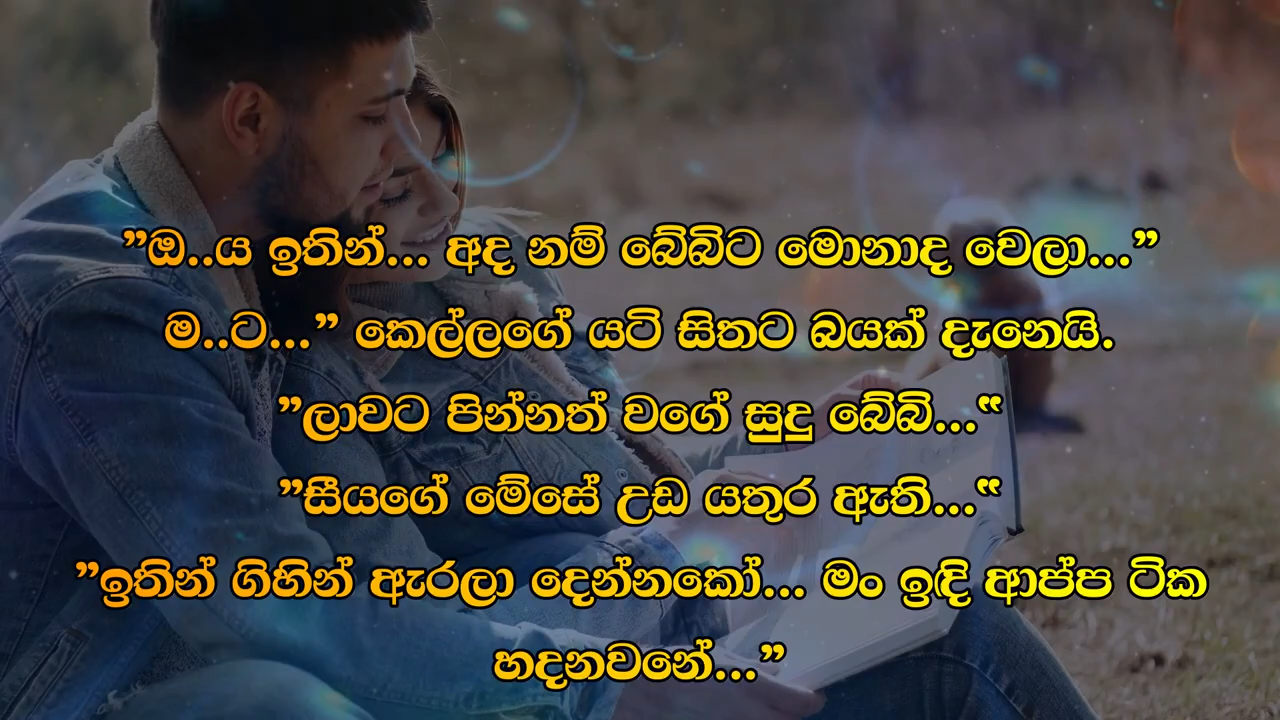 ”ඔ..ය ඉතින්... අද නම් බේබිට මොනාද වෙලා...”
ම..ට...” කෙල්ලගේ යටි සිතට බයක් දැනෙයි.
”ලාවට පින්නත් වගේ සුදු බේබි...“
”සීයගේ මේසේ උඩ යතුර ඇති...“
”ඉතින් ගිහින් ඇරලා දෙන්නකෝ... මං ඉඳි ආප්ප ටික
හදනවනේ...”